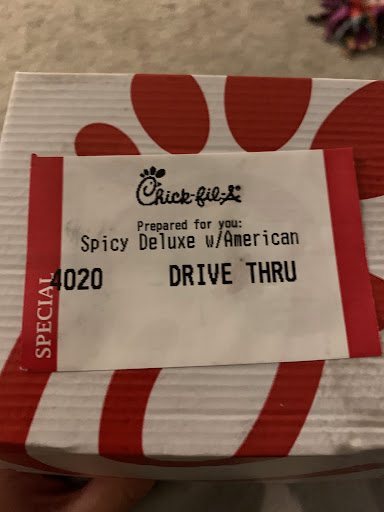 Chick-fil-A®
Prepared for you:
Spicy Deluxe w/American
4020 DRIVE THRU
SPECIAL